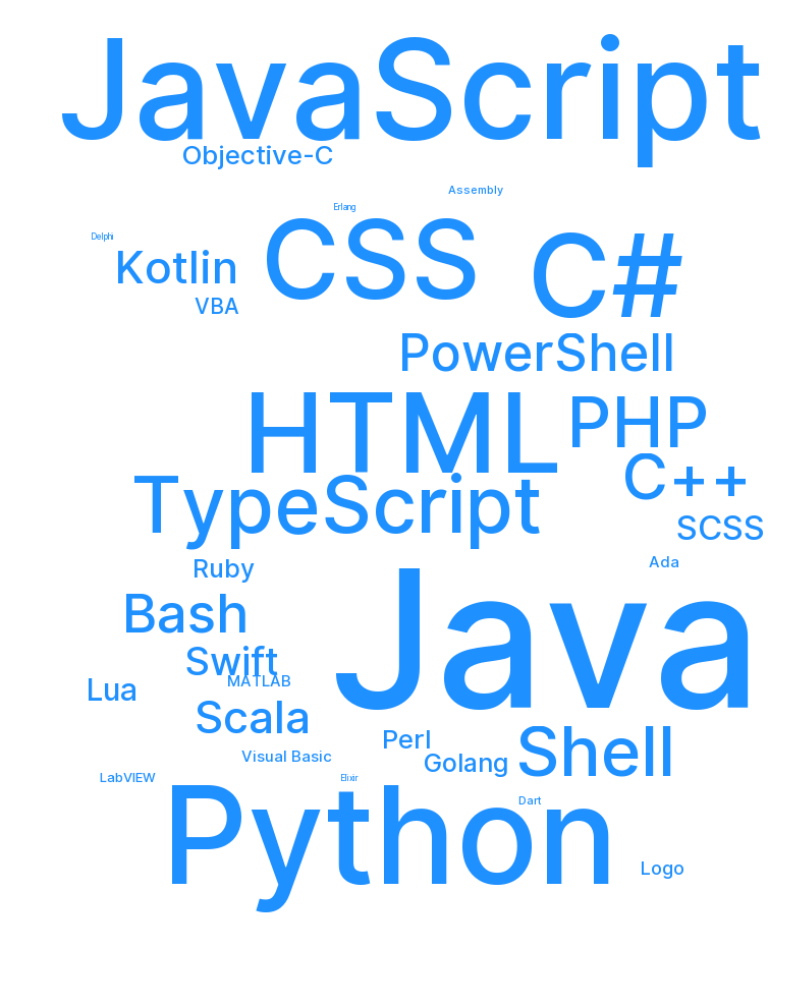 JavaScript
Objective-C
Assembly
Erlang
Delphi
Kotlin
CSS
C#
VBA
PowerShell
HTML
PHP
TypeScript
C++
SCSS
Ruby
Ada
Bash
Java
Swift
MATLAB
Lua
Scala
Perl
Shell
Visual Basic
Golang
LabVIEW
Elixir
Python
Dart
Logo